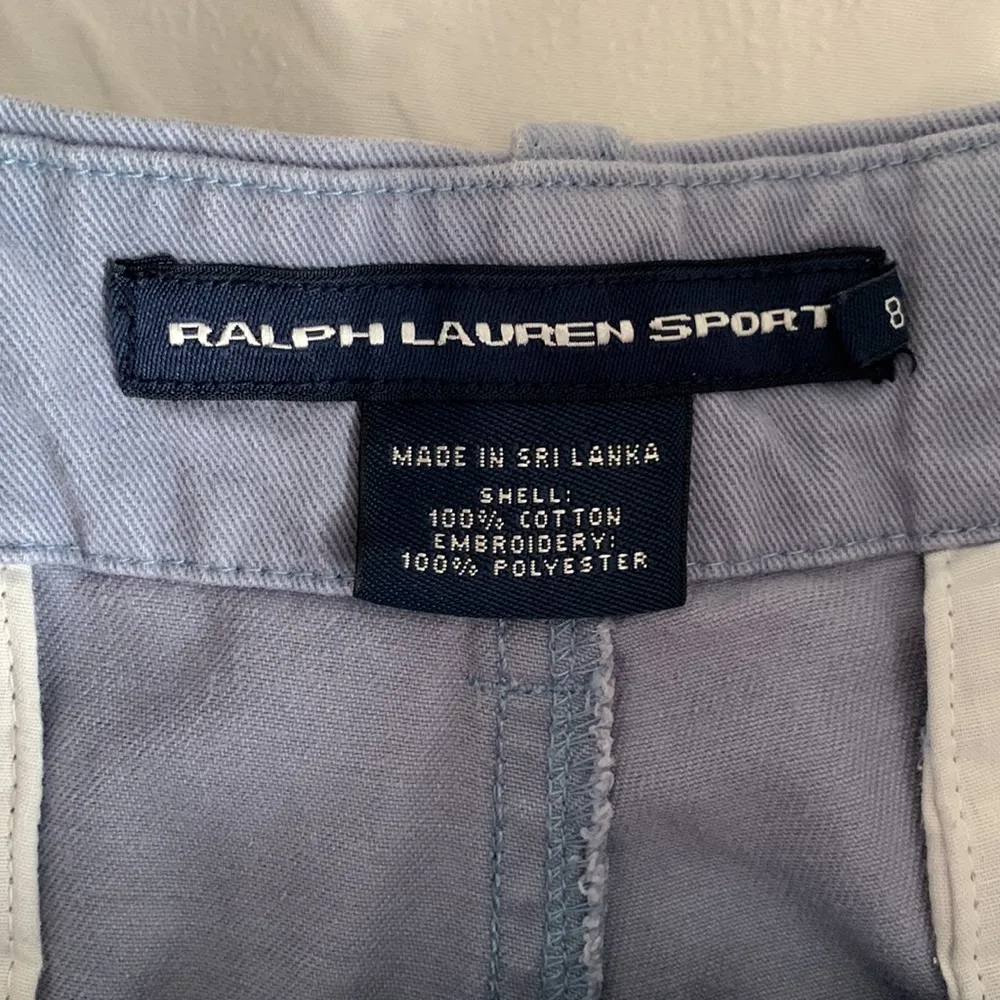 RALPH LAUREN SPORT
8
MADE IN SRI LANKA
SHELL:
100% COTTON
EMBROIDERY:
100% POLYESTER